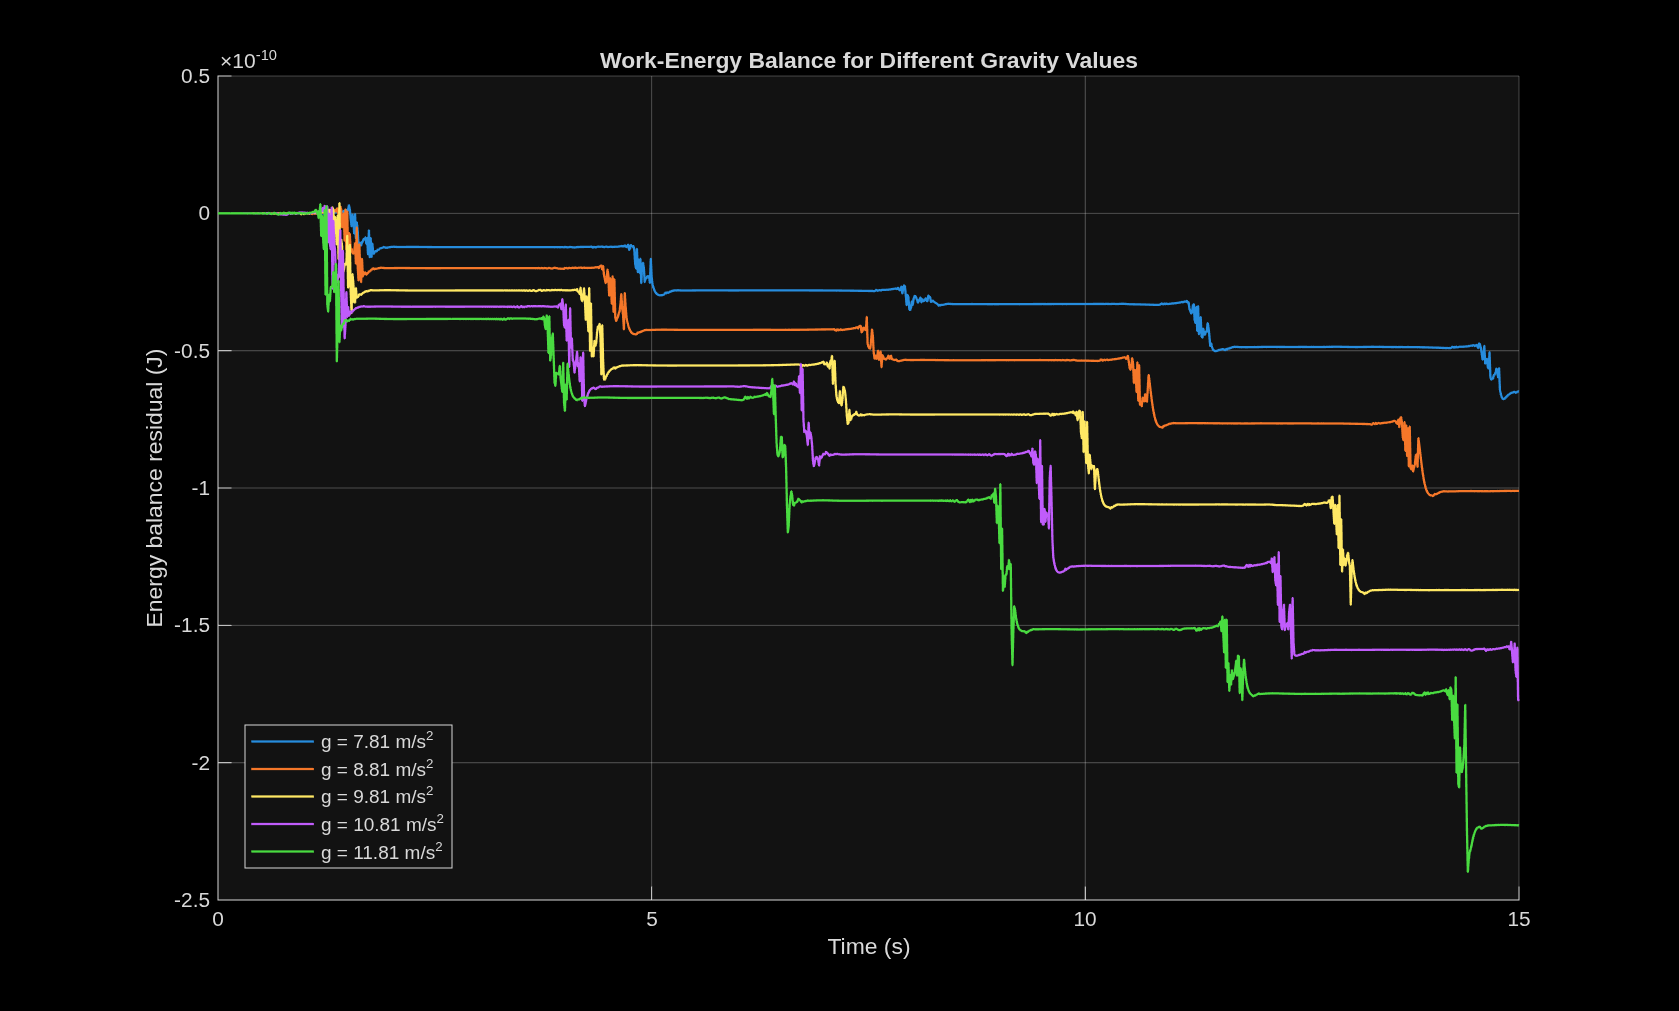 Work-Energy Balance for Different Gravity Values
×10⁻¹⁰
0.5
0
-0.5
-1
-1.5
-2
-2.5
Energy balance residual (J)
g = 7.81 m/s²
g = 8.81 m/s²
g = 9.81 m/s²
g = 10.81 m/s²
g = 11.81 m/s²
0 5 10 15
Time (s)